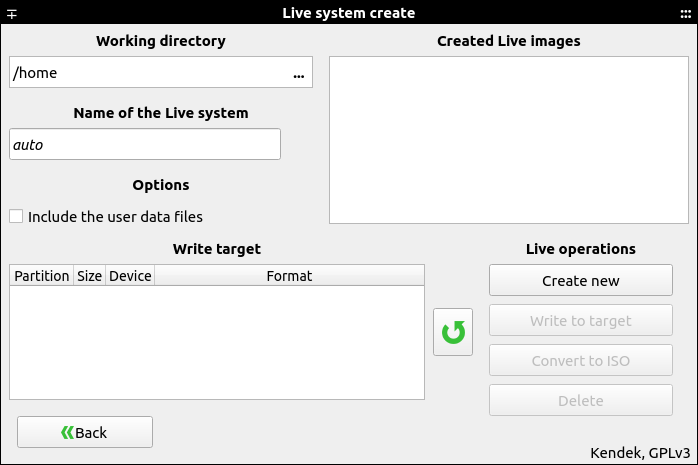 Live system create
Working directory
/home
...
Name of the Live system
auto
Options
Include the user data files
Created Live images
Write target
Partition Size Device Format
Live operations
Create new
Write to target
Convert to ISO
Delete
Back
Kendek, GPLv3